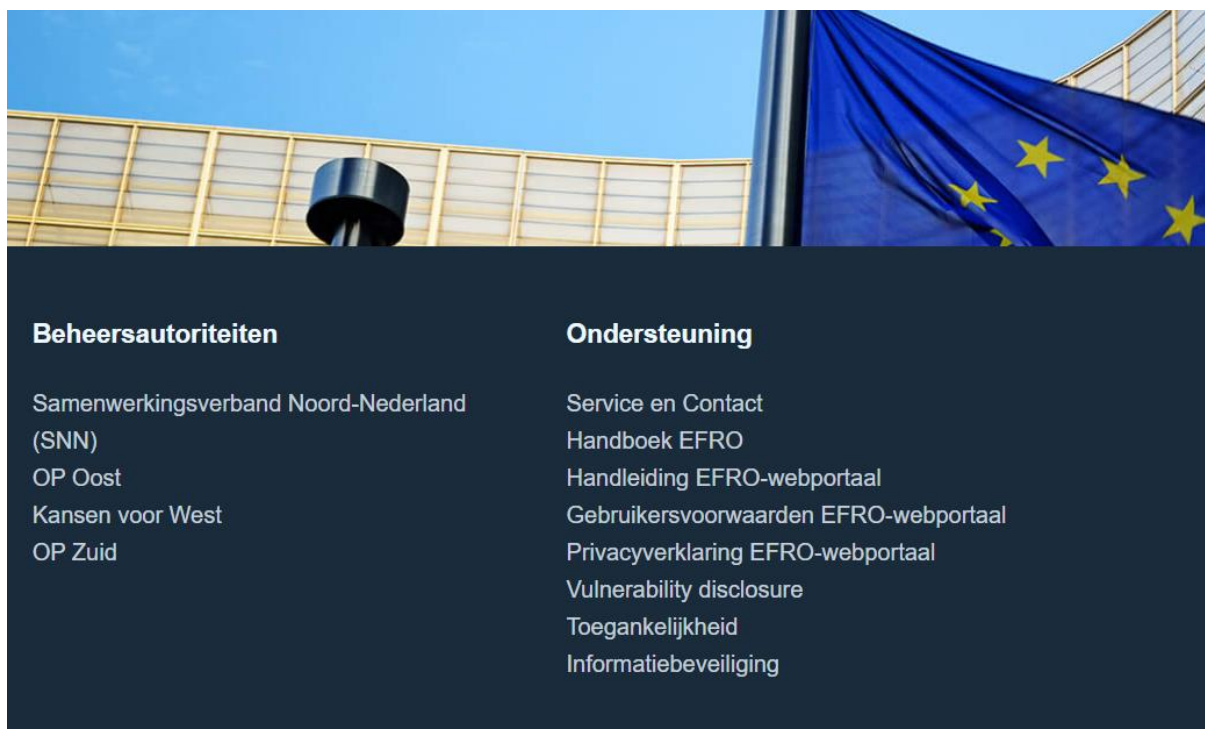 Beheersautoriteiten
Samenwerkingsverband Noord-Nederland
(SNN)
OP Oost
Kansen voor West
OP Zuid
Ondersteuning
Service en Contact
Handboek EFRO
Handleiding EFRO-webportaal
Gebruikersvoorwaarden EFRO-webportaal
Privacyverklaring EFRO-webportaal
Vulnerability disclosure
Toegankelijkheid
Informatiebeveiliging